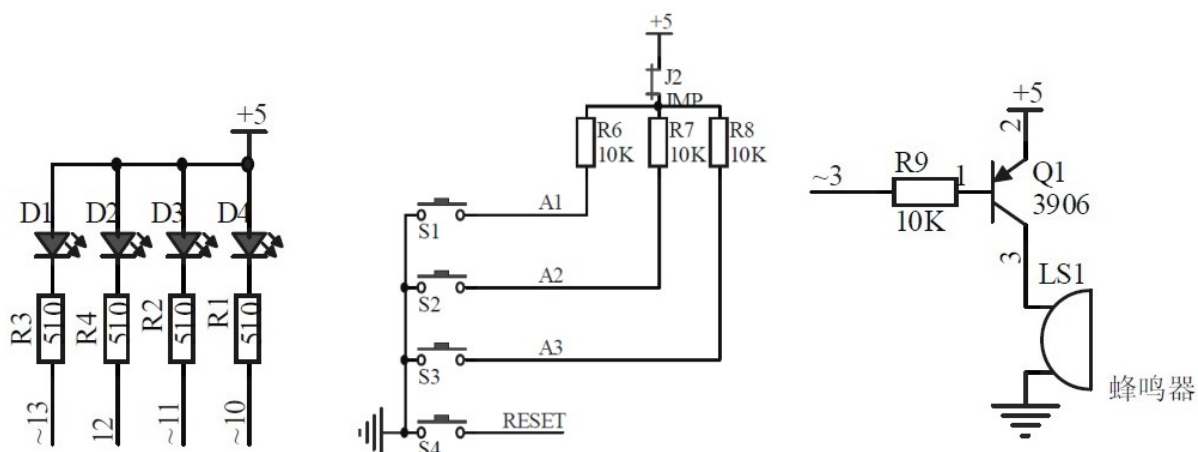 +5
D1
D2
D3
D4
R3
510
R4
510
R2
510
R1
510
~13
12
~11
~10
+5
J2
JMP
R6
10K
R7
10K
R8
10K
A1
S1
A2
S2
A3
S3
RESET
S4
+5
2
~3
R9
10K
1
Q1
3906
3
LS1
蜂鸣器